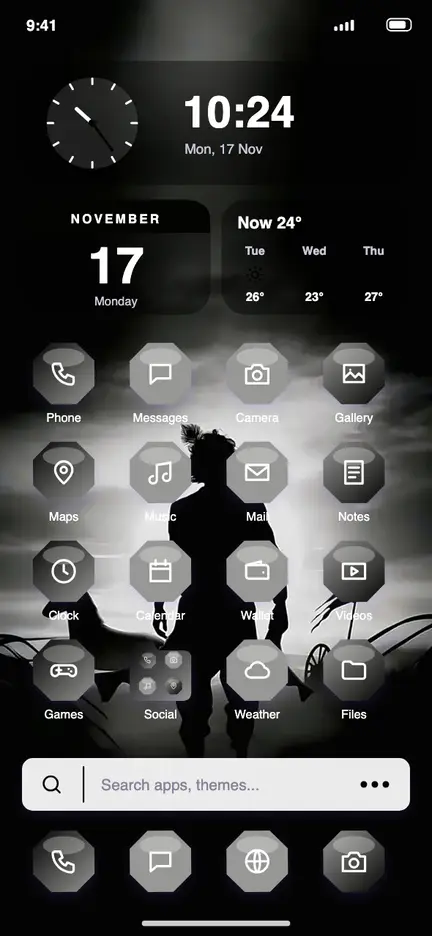 9:41
10:24
Mon, 17 Nov
NOVEMBER
17
Monday
Now 24°
Tue Wed Thu
26° 23° 27°
Phone Messages Camera Gallery
Maps Music Mail Notes
Clock Calendar Wallet Videos
Games Social Weather Files
Search apps, themes...